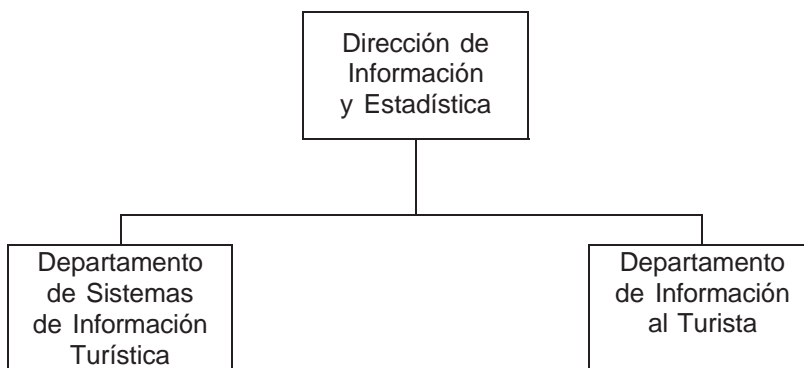 Dirección de
Información
y Estadística
Departamento
de Sistemas
de Información
Turística
Departamento
de Información
al Turista